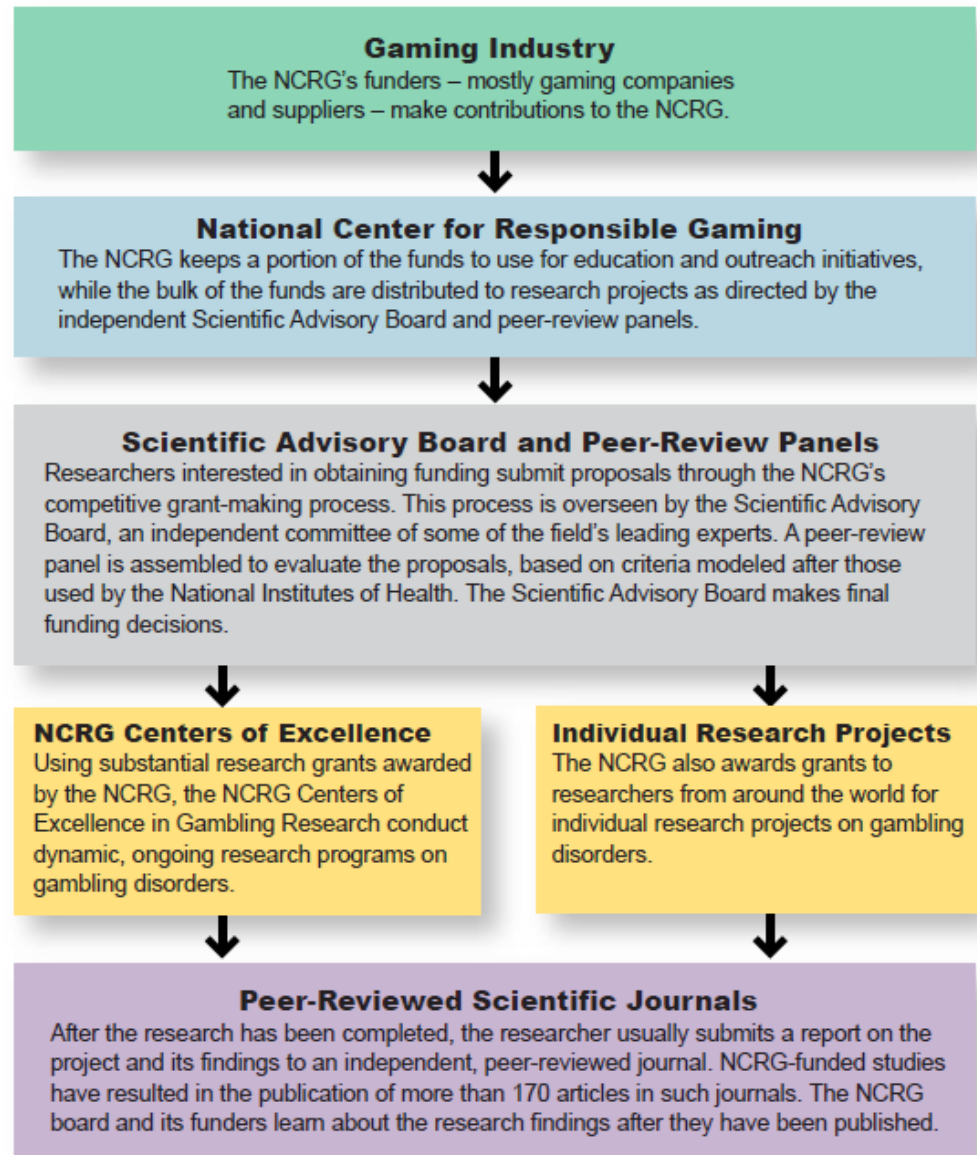 Gaming Industry
The NCRG's funders – mostly gaming companies
and suppliers – make contributions to the NCRG.
National Center for Responsible Gaming
The NCRG keeps a portion of the funds to use for education and outreach initiatives,
while the bulk of the funds are distributed to research projects as directed by the
independent Scientific Advisory Board and peer-review panels.
Scientific Advisory Board and Peer-Review Panels
Researchers interested in obtaining funding submit proposals through the NCRG's
competitive grant-making process. This process is overseen by the Scientific Advisory
Board, an independent committee of some of the field's leading experts. A peer-review
panel is assembled to evaluate the proposals, based on criteria modeled after those
used by the National Institutes of Health. The Scientific Advisory Board makes final
funding decisions.
NCRG Centers of Excellence
Using substantial research grants awarded
by the NCRG, the NCRG Centers of
Excellence in Gambling Research conduct
dynamic, ongoing research programs on
gambling disorders.
Individual Research Projects
The NCRG also awards grants to
researchers from around the world for
individual research projects on gambling
disorders.
Peer-Reviewed Scientific Journals
After the research has been completed, the researcher usually submits a report on the
project and its findings to an independent, peer-reviewed journal. NCRG-funded studies
have resulted in the publication of more than 170 articles in such journals. The NCRG
board and its funders learn about the research findings after they have been published.